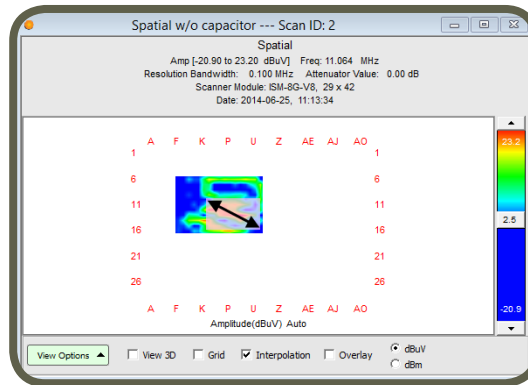 Spatial w/o capacitor --- Scan ID: 2
Spatial
Amp [-20.90 to 23.20 dBuV] Freq: 11.064 MHz
Resolution Bandwidth: 0.100 MHz Attenuator Value: 0.00 dB
Scanner Module: ISM-8G-V8, 29 x 42
Date: 2014-06-25, 11:13:34
A F K P U Z AE AJ AO
1 1
6 6
11 11
16 16
21 21
26 26
A F K P U Z AE AJ AO
Amplitude(dBuV) Auto
23.2
2.5
-20.9
View Options View 3D Grid Interpolation Overlay dBuV
dBm